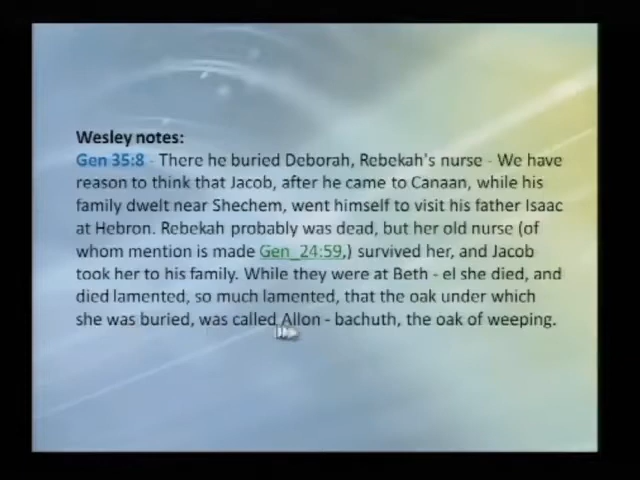 Wesley notes:
Gen 35:8 - There he buried Deborah, Rebekah's nurse - We have
reason to think that Jacob, after he came to Canaan, while his
family dwelt near Shechem, went himself to visit his father Isaac
at Hebron. Rebekah probably was dead, but her old nurse (of
whom mention is made Gen_24:59,) survived her, and Jacob
took her to his family. While they were at Beth - el she died, and
died lamented, so much lamented, that the oak under which
she was buried, was called Allon - bachuth, the oak of weeping.